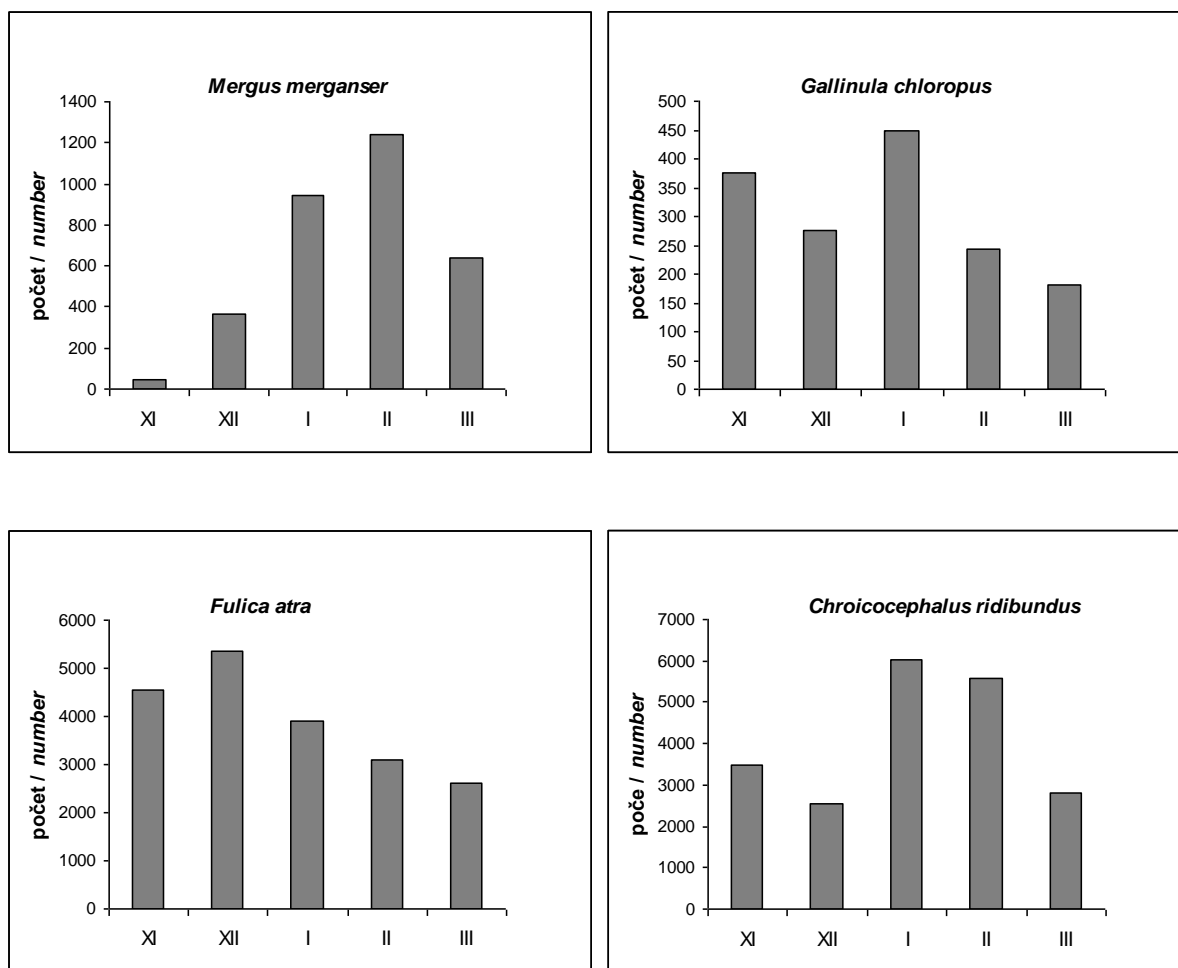 Mergus merganser
1400
1200
1000
800
600
400
200
0
počet / number
XI XII I II III
Gallinula chloropus
500
450
400
350
300
250
200
150
100
50
0
počet / number
XI XII I II III
Fulica atra
6000
5000
4000
3000
2000
1000
0
počet / number
XI XII I II III
Chroicocephalus ridibundus
7000
6000
5000
4000
3000
2000
1000
0
poče / number
XI XII I II III